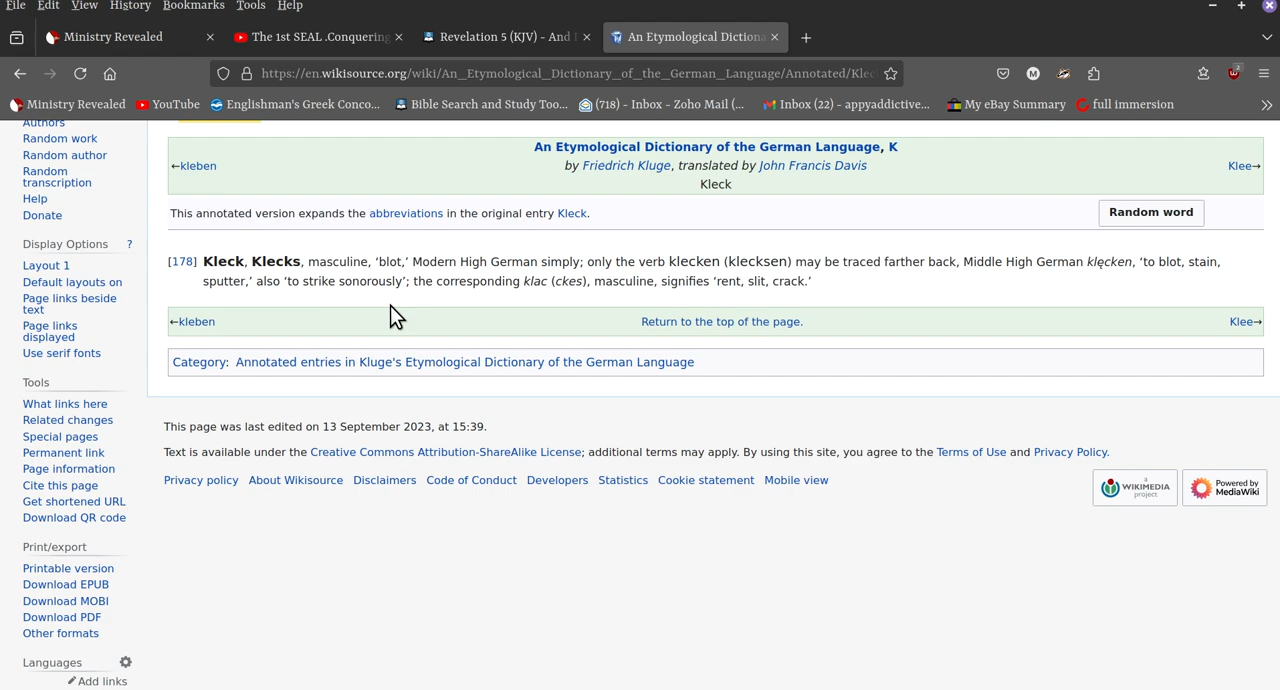 File Edit View History Bookmarks Tools Help
Ministry Revealed The 1st SEAL .Conquering Revelation 5 (KJV) - And An Etymological Dictiona
https://en.wikisource.org/wiki/An_Etymological_Dictionary_of_the_German_Language/Annotated/Klec
Ministry Revealed YouTube Englishman's Greek Conco... Bible Search and Study Too... (718) - Inbox - Zoho Mail (... Inbox (22) - appyaddictive... My eBay Summary full immersion
Authors
Random work
Random author
Random
transcription
Help
Donate
Display Options ?
Layout 1
Default layouts on
Page links beside
text
Page links
displayed
Use serif fonts
Tools
What links here
Related changes
Special pages
Permanent link
Page information
Cite this page
Get shortened URL
Download QR code
Print/export
Printable version
Download EPUB
Download MOBI
Download PDF
Other formats
Languages
Add links
An Etymological Dictionary of the German Language, K
←kleben by Friedrich Kluge, translated by John Francis Davis Klee→
Kleck
This annotated version expands the abbreviations in the original entry Kleck. Random word
[178] Kleck, Klecks, masculine, ‘blot,’ Modern High German simply; only the verb klecken (klecksen) may be traced farther back, Middle High German klęcken, ‘to blot, stain,
sputter,’ also ‘to strike sonorously’; the corresponding klac (ckes), masculine, signifies ‘rent, slit, crack.’
←kleben Return to the top of the page. Klee→
Category: Annotated entries in Kluge's Etymological Dictionary of the German Language
This page was last edited on 13 September 2023, at 15:39.
Text is available under the Creative Commons Attribution-ShareAlike License; additional terms may apply. By using this site, you agree to the Terms of Use and Privacy Policy.
Privacy policy About Wikisource Disclaimers Code of Conduct Developers Statistics Cookie statement Mobile view
a WIKIMEDIA project Powered by MediaWiki